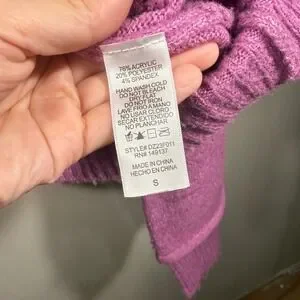 76% ACRYLIC
20% POLYESTER
4% SPANDEX
HAND WASH COLD
DO NOT BLEACH
DRY FLAT
DO NOT IRON
LAVE FRIO A MANO
NO USAR CLORO
SECAR EXTENDIDO
NO PLANCHAR
STYLE# DZ23F011
RN# 149137
MADE IN CHINA
HECHO EN CHINA
S